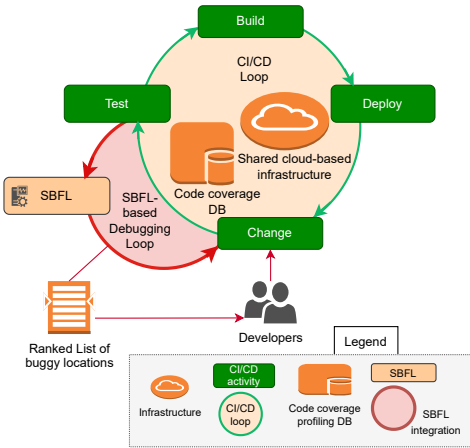 Build
CI/CD
Loop
Test
Deploy
Shared cloud-based
infrastructure
Code coverage
DB
SBFL
SBFL-
based
Debugging
Loop
Change
Ranked List of
buggy locations
Developers
Legend
Infrastructure
CI/CD
activity
CI/CD
loop
Code coverage
profiling DB
SBFL
SBFL
integration